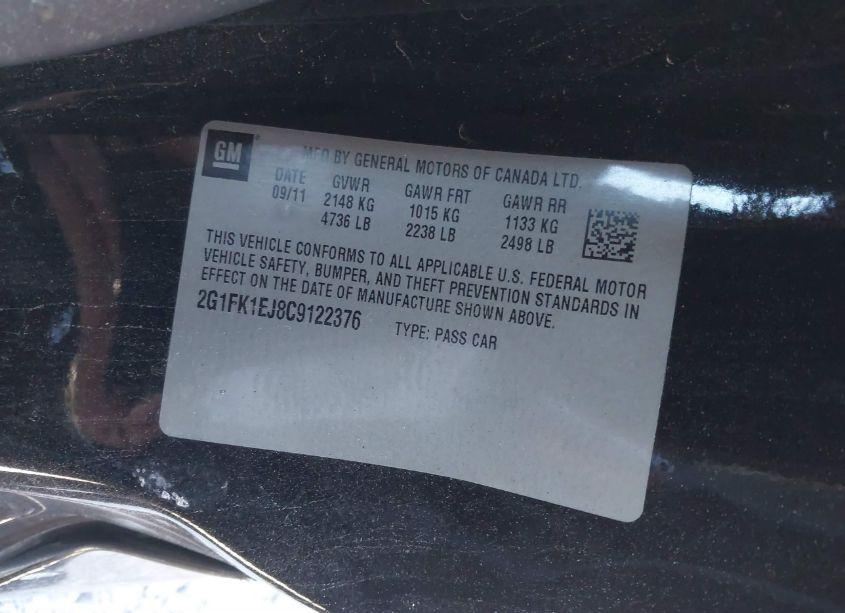 GM
MFD BY GENERAL MOTORS OF CANADA LTD.
DATE GVWR GAWR FRT GAWR RR
09/11 2148 KG 1015 KG 1133 KG
4736 LB 2238 LB 2498 LB
THIS VEHICLE CONFORMS TO ALL APPLICABLE U.S. FEDERAL MOTOR
VEHICLE SAFETY, BUMPER, AND THEFT PREVENTION STANDARDS IN
EFFECT ON THE DATE OF MANUFACTURE SHOWN ABOVE.
2G1FK1EJ8C9122376 TYPE: PASS CAR